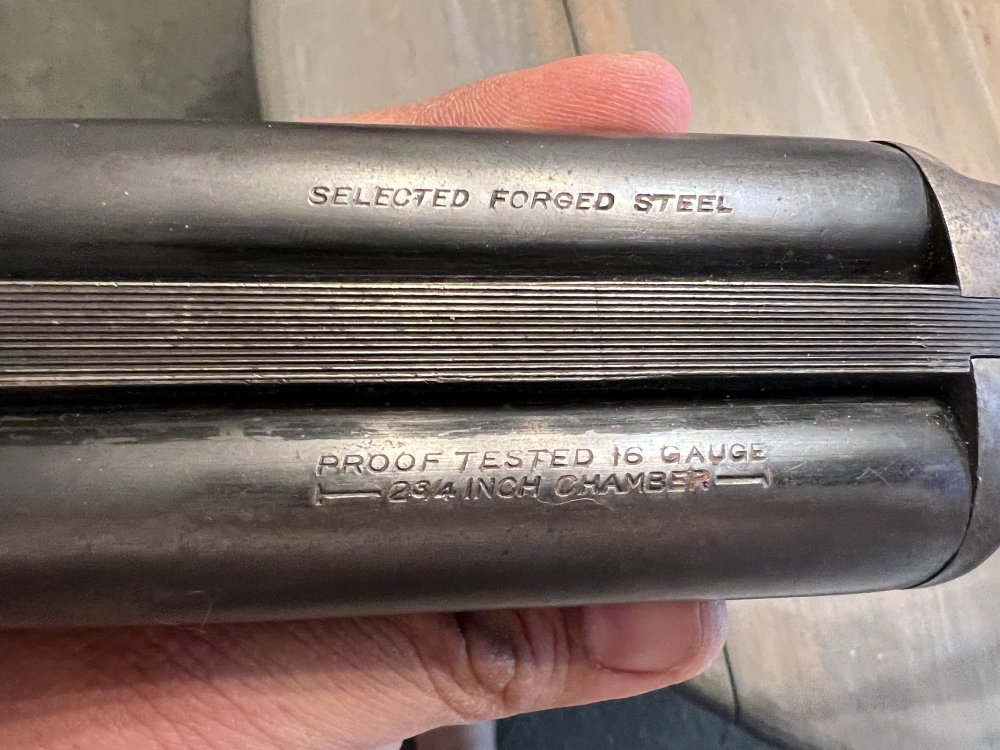 SELECTED FORGED STEEL
PROOF TESTED 16 GAUGE
2 3/4 INCH CHAMBER